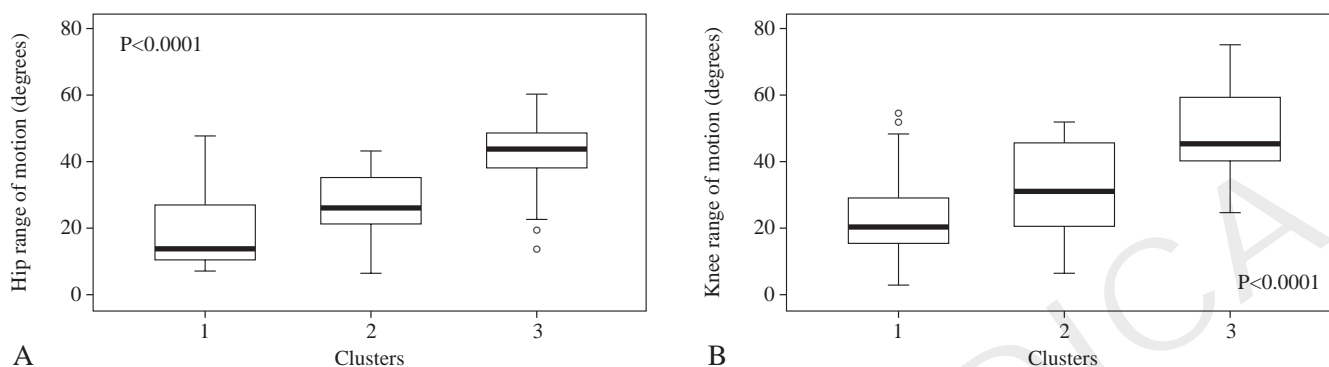 Hip range of motion (degrees)
80
60
40
20
0
P<0.0001
1 2 3
Clusters
A
Knee range of motion (degrees)
80
60
40
20
0
P<0.0001
1 2 3
Clusters
B
ICA